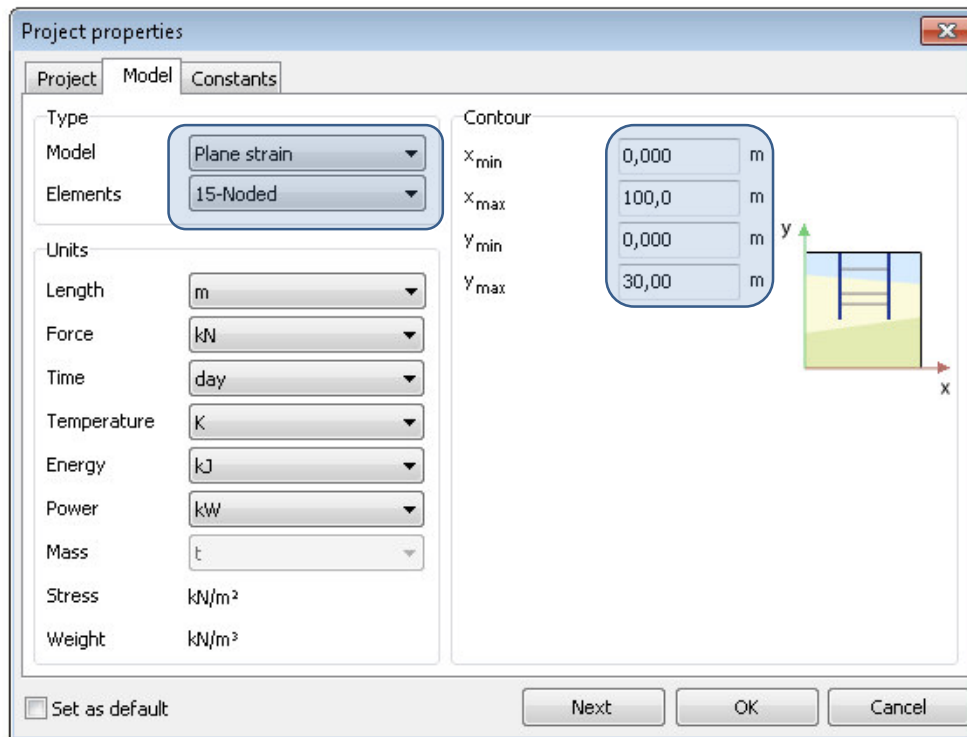 Project properties
Project Model Constants
Type
Model Plane strain
Elements 15-Noded
Units
Length m
Force kN
Time day
Temperature K
Energy kJ
Power kW
Mass t
Stress kN/m²
Weight kN/m³
Contour
xmin 0,000 m
xmax 100,0 m
ymin 0,000 m
ymax 30,00 m
y
x
Set as default
Next OK Cancel